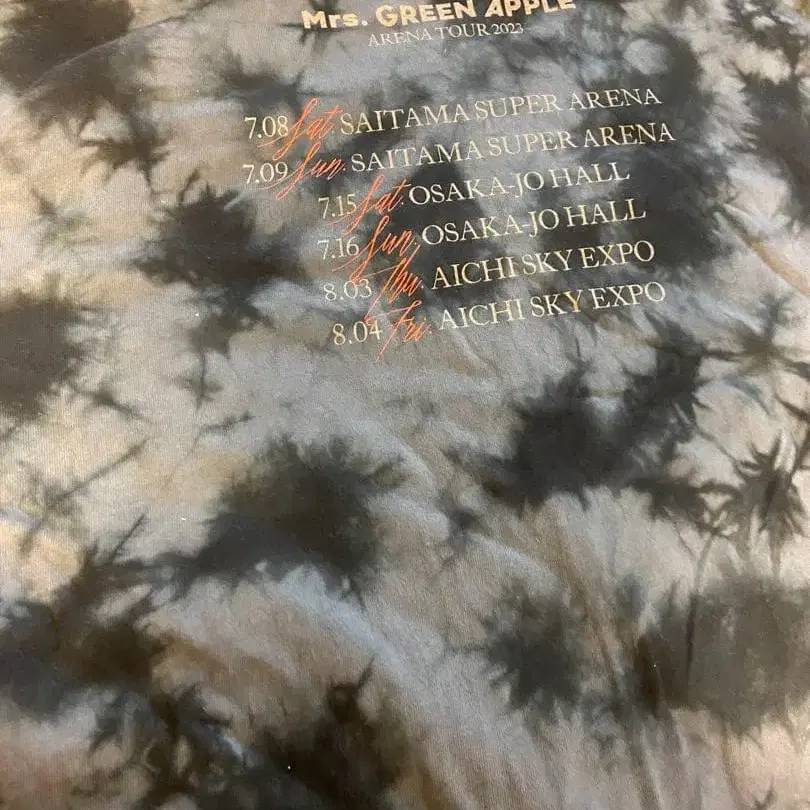 Mrs. GREEN APPLE
ARENA TOUR 2023
7.08 Sat. SAITAMA SUPER ARENA
7.09 Sun. SAITAMA SUPER ARENA
7.15 Sat. OSAKA-JO HALL
7.16 Sun. OSAKA-JO HALL
8.03 Thu. AICHI SKY EXPO
8.04 Fri. AICHI SKY EXPO